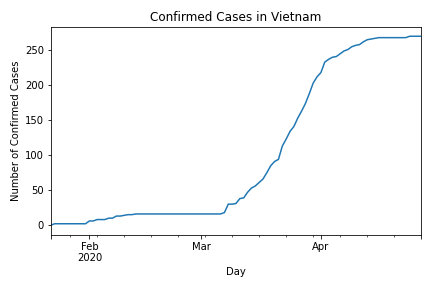 Confirmed Cases in Vietnam
Number of Confirmed Cases
250
200
150
100
50
0
Feb
2020
Mar
Apr
Day